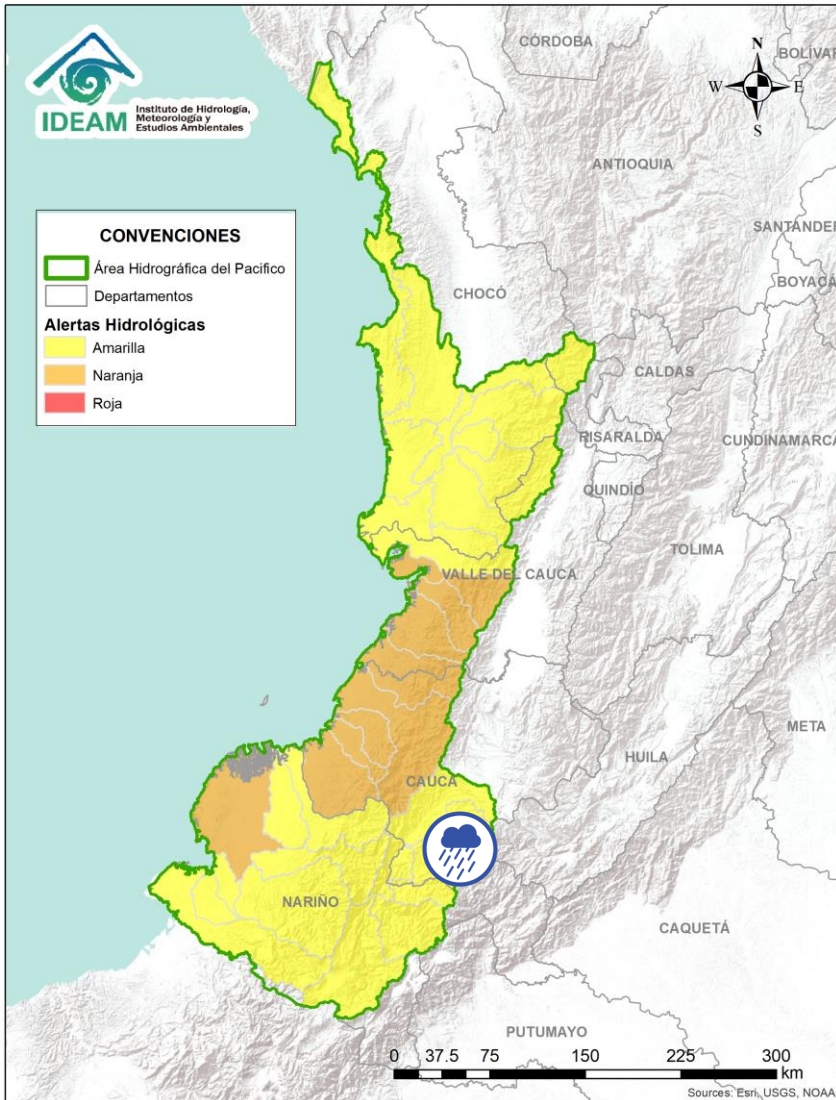 IDEAM
Instituto de Hidrología,
Meteorología y
Estudios Ambientales
CÓRDOBA
BOLÍVAR
N
W
E
S
ANTIOQUIA
SANTANDER
BOYACÁ
CONVENCIONES
Área Hidrográfica del Pacifico
Departamentos
Alertas Hidrológicas
Amarilla
Naranja
Roja
CHOCÓ
CALDAS
RISARALDA
CUNDINAMARCA
QUINDÍO
TOLIMA
VALLE DEL CAUCA
META
HUILA
CAUCA
NARIÑO
CAQUETÁ
PUTUMAYO
0 37.5 75 150 225 300
km
Sources: Esri, USGS, NOAA